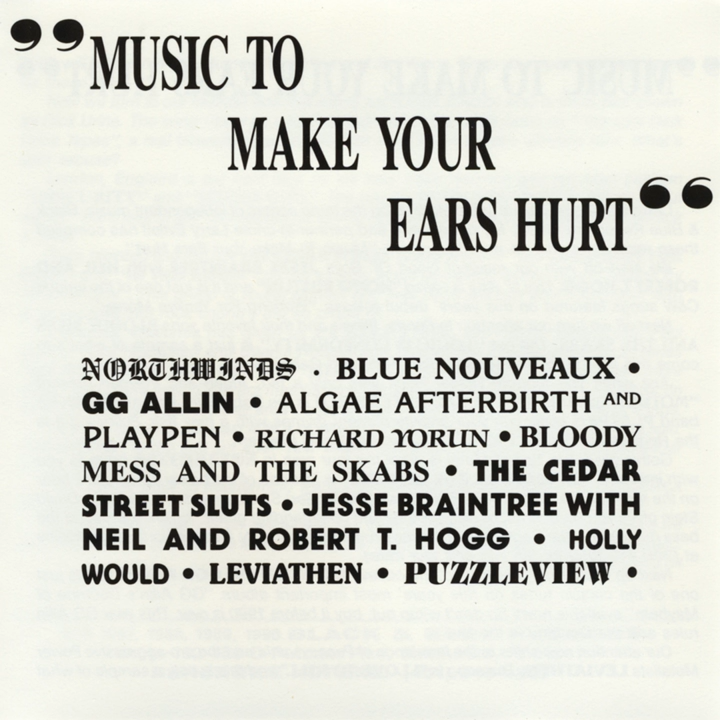 ”MUSIC TO
MAKE YOUR
EARS HURT“
NORTHWINDS · BLUE NOUVEAUX •
GG ALLIN • ALGAE AFTERBIRTH AND
PLAYPEN • RICHARD YORUN • BLOODY
MESS AND THE SKABS • THE CEDAR
STREET SLUTS • JESSE BRAINTREE WITH
NEIL AND ROBERT T. HOGG • HOLLY
WOULD • LEVIATHEN • PUZZLEVIEW •